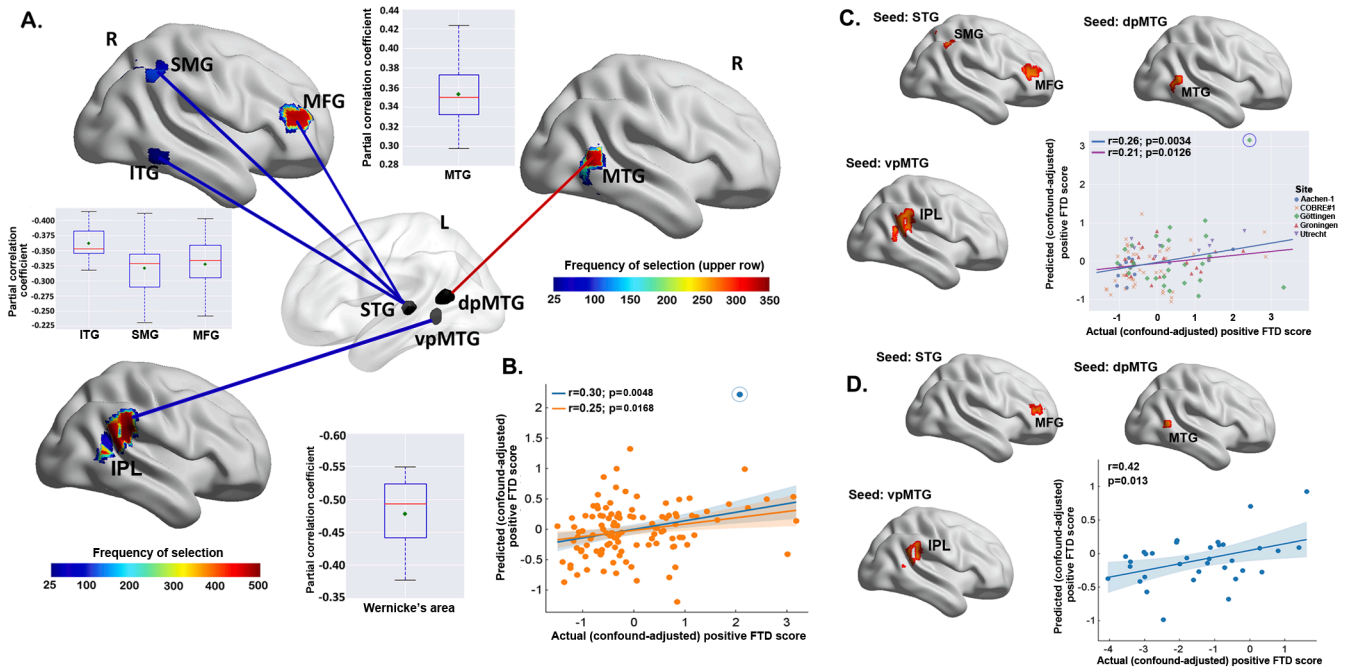 A.
R
SMG
MFG
ITG
Partial correlation coefficient
0.44
0.42
0.40
0.38
0.36
0.34
0.32
0.30
0.28
MTG
R
MTG
Partial correlation
coefficient
-0.400
-0.375
-0.350
-0.325
-0.300
-0.275
-0.250
-0.225
ITG SMG MFG
L
STG
dpMTG
vpMTG
Frequency of selection (upper row)
25 100 150 200 250 300 350
IPL
Frequency of selection
25 100 200 300 400 500
Partial correlation coefficient
-0.60
-0.55
-0.50
-0.45
-0.40
-0.35
Wernicke's area
B.
r=0.30; p=0.0048
r=0.25; p=0.0168
Predicted (confound-adjusted)
positive FTD score
2
1.5
1
0.5
0
-0.5
-1
-1 0 1 2 3
Actual (confound-adjusted) positive FTD score
C.
Seed: STG
SMG
MFG
Seed: dpMTG
MTG
Seed: vpMTG
IPL
Predicted (confound-adjusted)
positive FTD score
3
2
1
0
-1
r=0.26; p=0.0034
r=0.21; p=0.0126
Site
Aachen-1
COBRE#1
Göttingen
Groningen
Utrecht
-1 0 1 2 3
Actual (confound-adjusted) positive FTD score
D.
Seed: STG
MFG
Seed: dpMTG
MTG
Seed: vpMTG
IPL
r=0.42
p=0.013
Predicted (confound-adjusted)
positive FTD score
1
0.5
0.0
-0.5
-1
-4 -3 -2 -1 0 1
Actual (confound-adjusted) positive FTD score